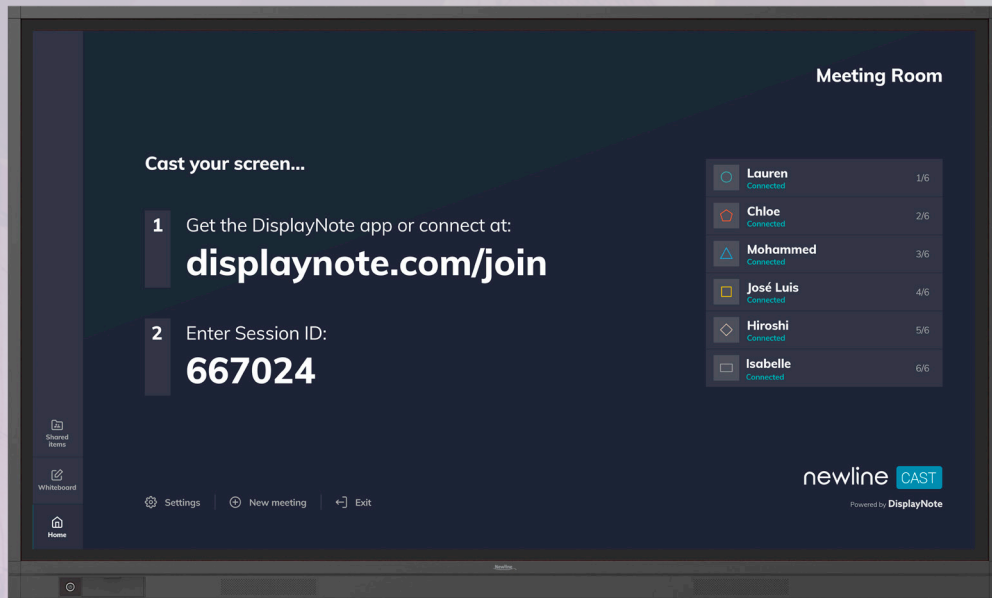 Meeting Room
Cast your screen...
1 Get the DisplayNote app or connect at:
displaynote.com/join
2 Enter Session ID:
667024
Lauren
Connected
1/6
Chloe
Connected
2/6
Mohammed
Connected
3/6
José Luis
Connected
4/6
Hiroshi
Connected
5/6
Isabelle
Connected
6/6
Shared
items
Whiteboard
Home
Settings
New meeting
Exit
newline CAST
Powered by DisplayNote
Newline